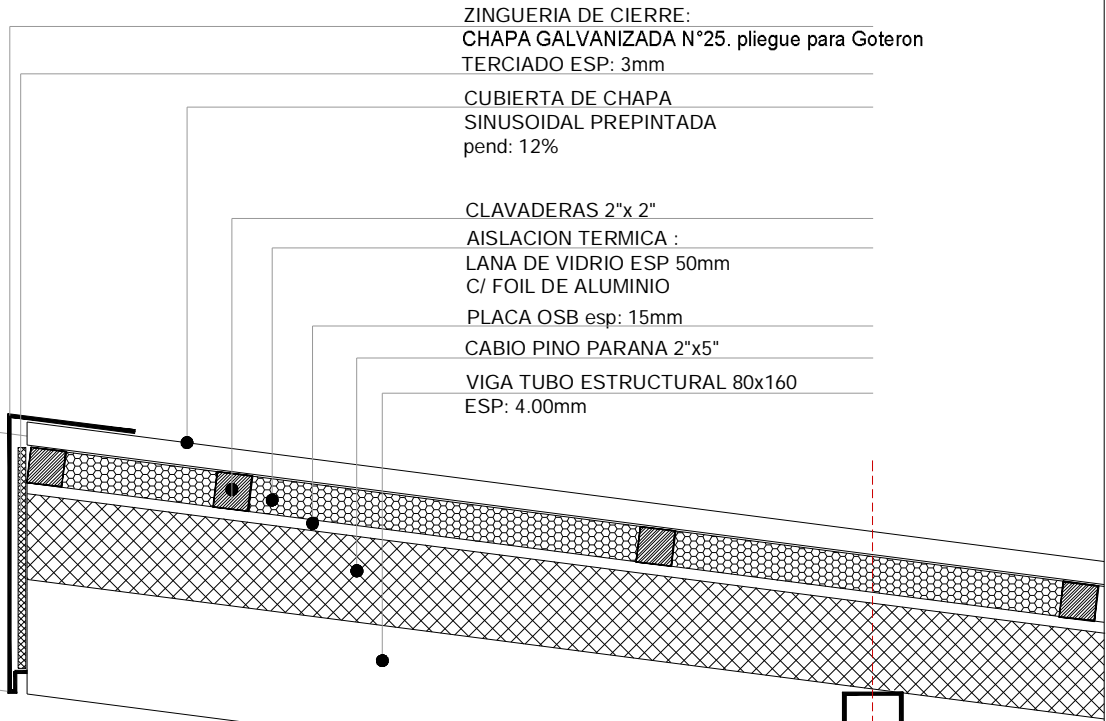 ZINGUERIA DE CIERRE:
CHAPA GALVANIZADA N°25. pliegue para Goteron
TERCIADO ESP: 3mm
CUBIERTA DE CHAPA
SINUSOIDAL PREPINTADA
pend: 12%
CLAVADERAS 2"x 2"
AISLACION TERMICA :
LANA DE VIDRIO ESP 50mm
C/ FOIL DE ALUMINIO
PLACA OSB esp: 15mm
CABIO PINO PARANA 2"x5"
VIGA TUBO ESTRUCTURAL 80x160
ESP: 4.00mm